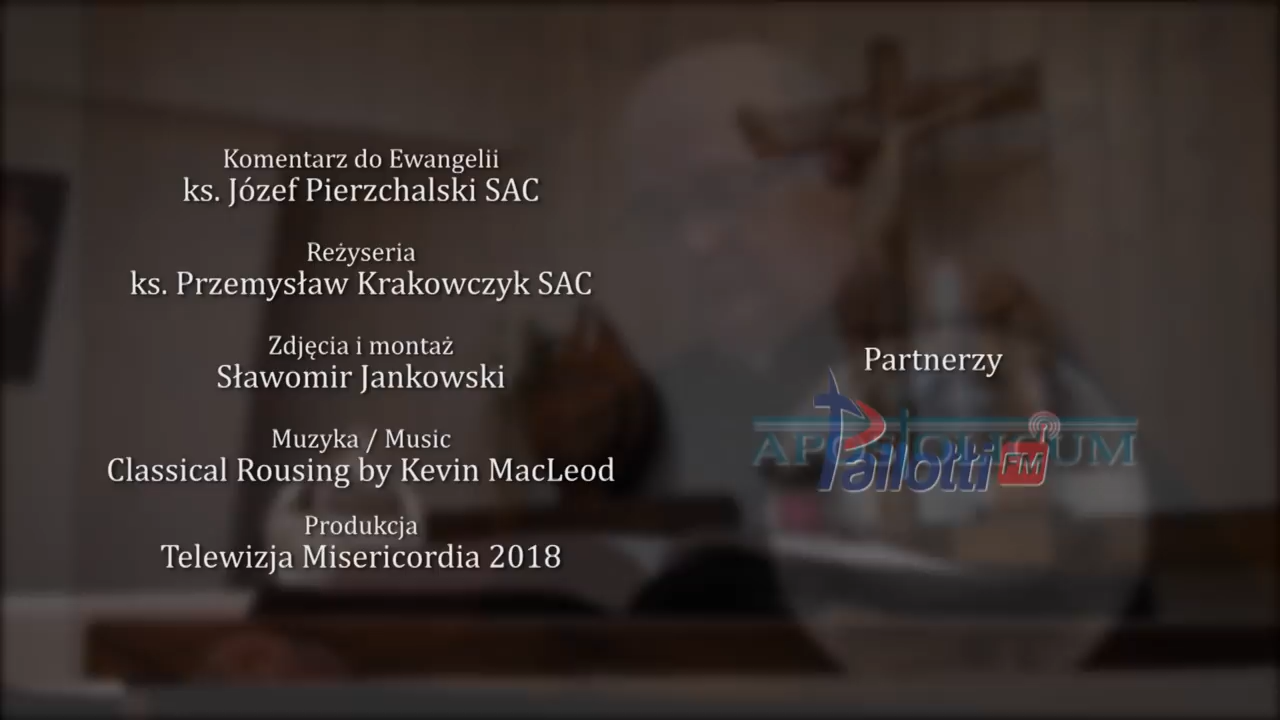 Komentarz do Ewangelii
ks. Józef Pierzchalski SAC
Reżyseria
ks. Przemysław Krakowczyk SAC
Zdjęcia i montaż
Sławomir Jankowski
Muzyka / Music
Classical Rousing by Kevin MacLeod
Produkcja
Telewizja Misericordia 2018
Partnerzy
APOSTOLICUM
Pallotti FM